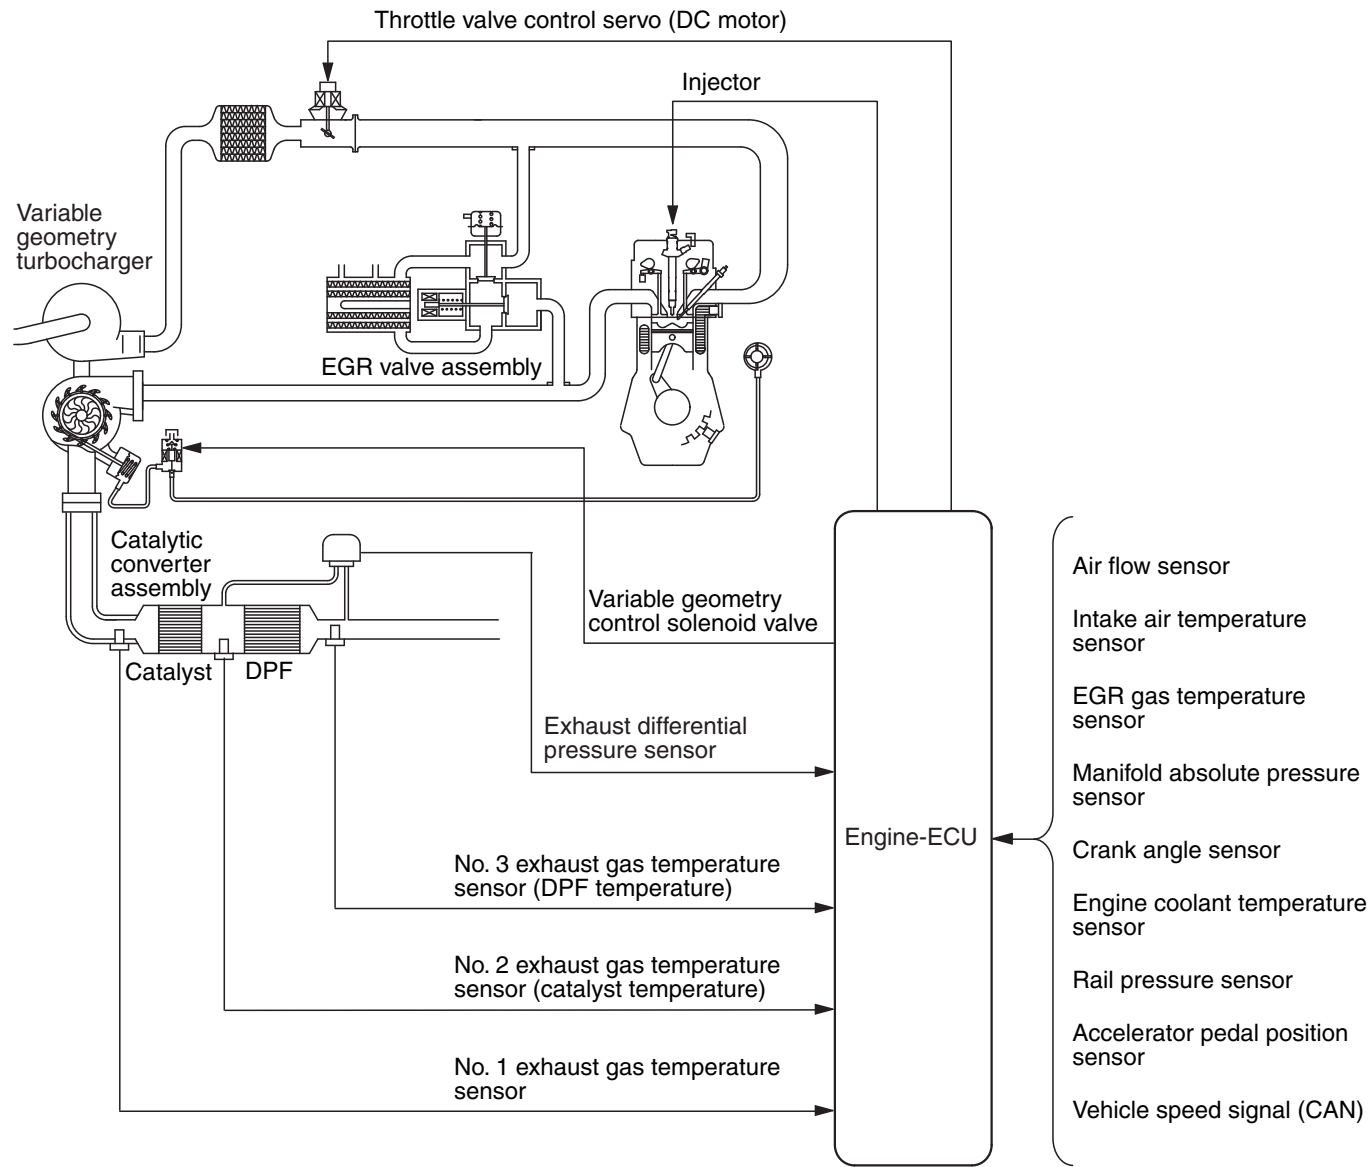 Throttle valve control servo (DC motor)
Injector
Variable
geometry
turbocharger
EGR valve assembly
Catalytic
converter
assembly
Catalyst
DPF
Variable geometry
control solenoid valve
Exhaust differential
pressure sensor
No. 3 exhaust gas temperature
sensor (DPF temperature)
No. 2 exhaust gas temperature
sensor (catalyst temperature)
No. 1 exhaust gas temperature
sensor
Engine-ECU
Air flow sensor
Intake air temperature
sensor
EGR gas temperature
sensor
Manifold absolute pressure
sensor
Crank angle sensor
Engine coolant temperature
sensor
Rail pressure sensor
Accelerator pedal position
sensor
Vehicle speed signal (CAN)